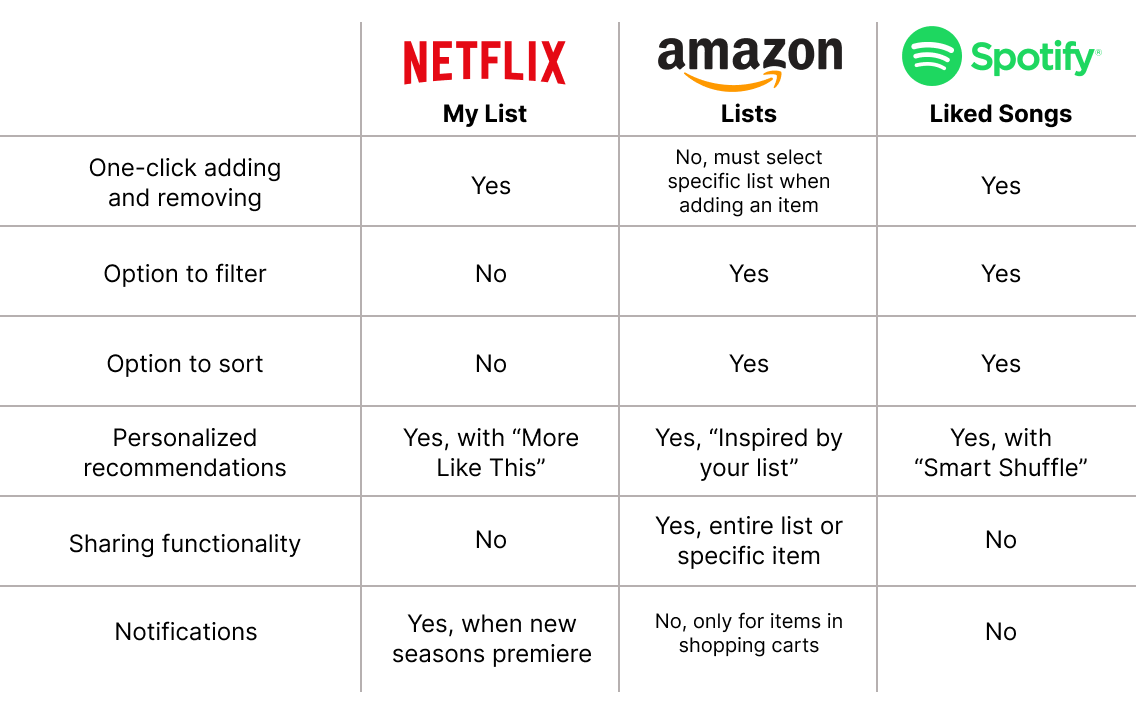 NETFLIX
amazon
Spotify®
My List
Lists
Liked Songs
One-click adding
and removing
Yes
No, must select
specific list when
adding an item
Yes
Option to filter
No
Yes
Yes
Option to sort
No
Yes
Yes
Personalized
recommendations
Yes, with “More
Like This”
Yes, “Inspired by
your list”
Yes, with
“Smart Shuffle”
Sharing functionality
No
Yes, entire list or
specific item
No
Notifications
Yes, when new
seasons premiere
No, only for items in
shopping carts
No